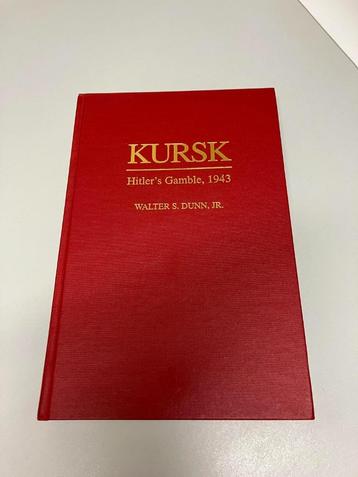 KURSK
Hitler's Gamble, 1943
WALTER S. DUNN, JR.